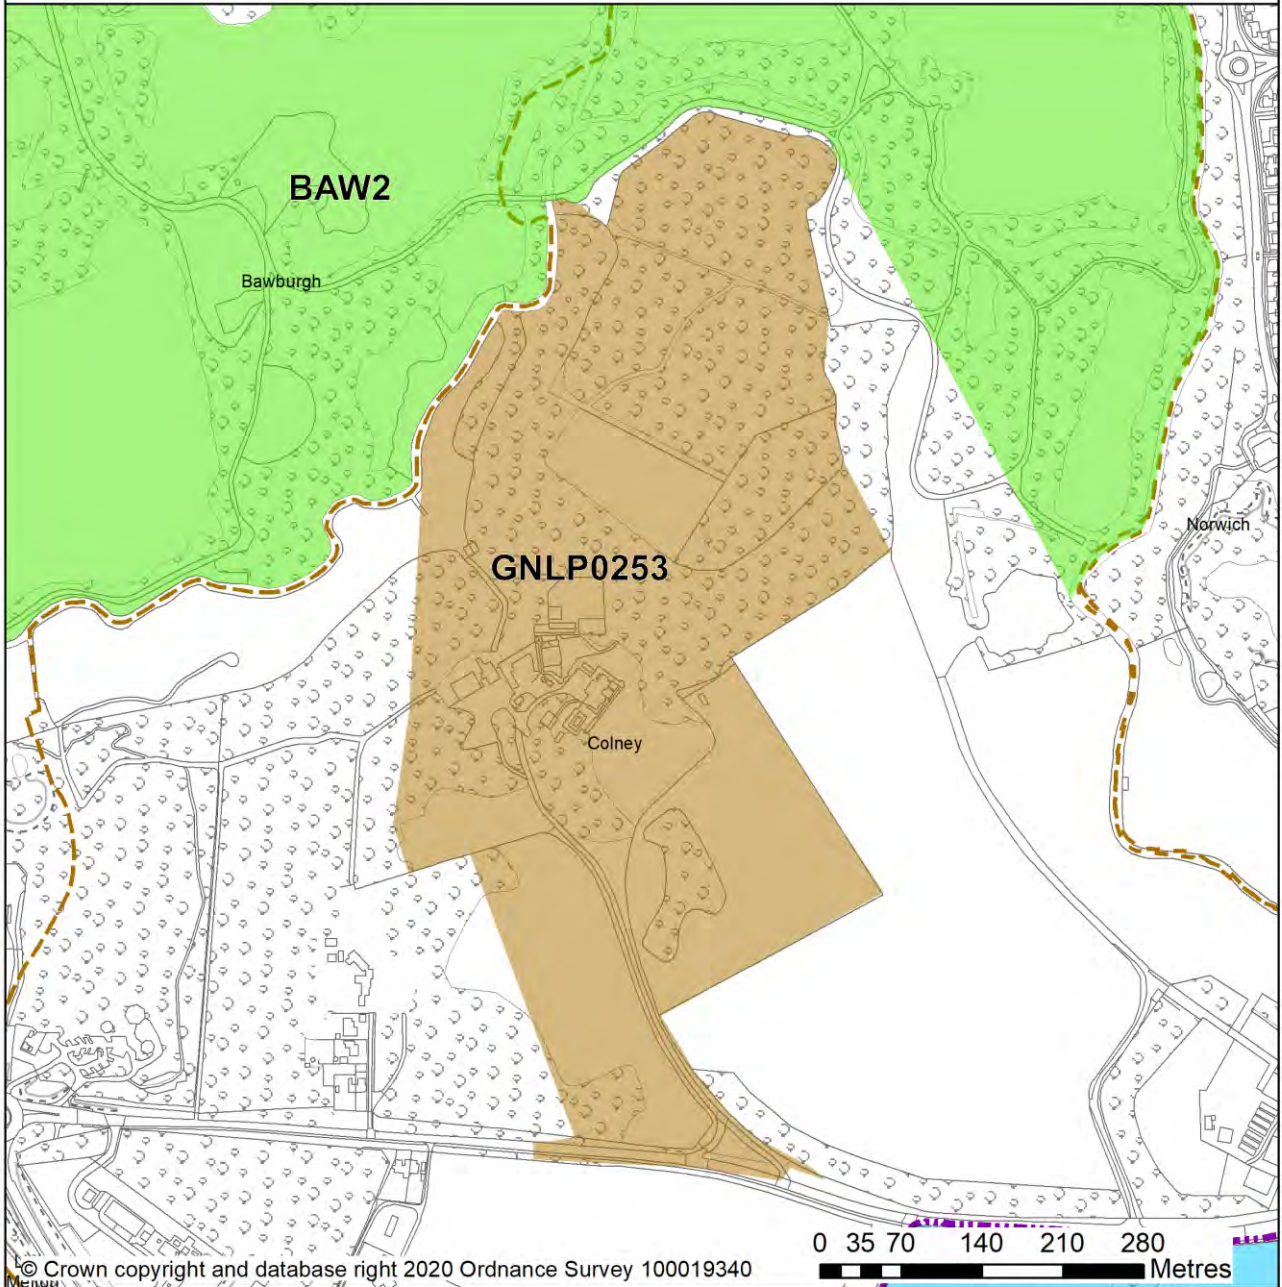 BAW2
Bawburgh
Norwich
GNLP0253
Colney
0 35 70 140 210 280
Metres
© Crown copyright and database right 2020 Ordnance Survey 100019340